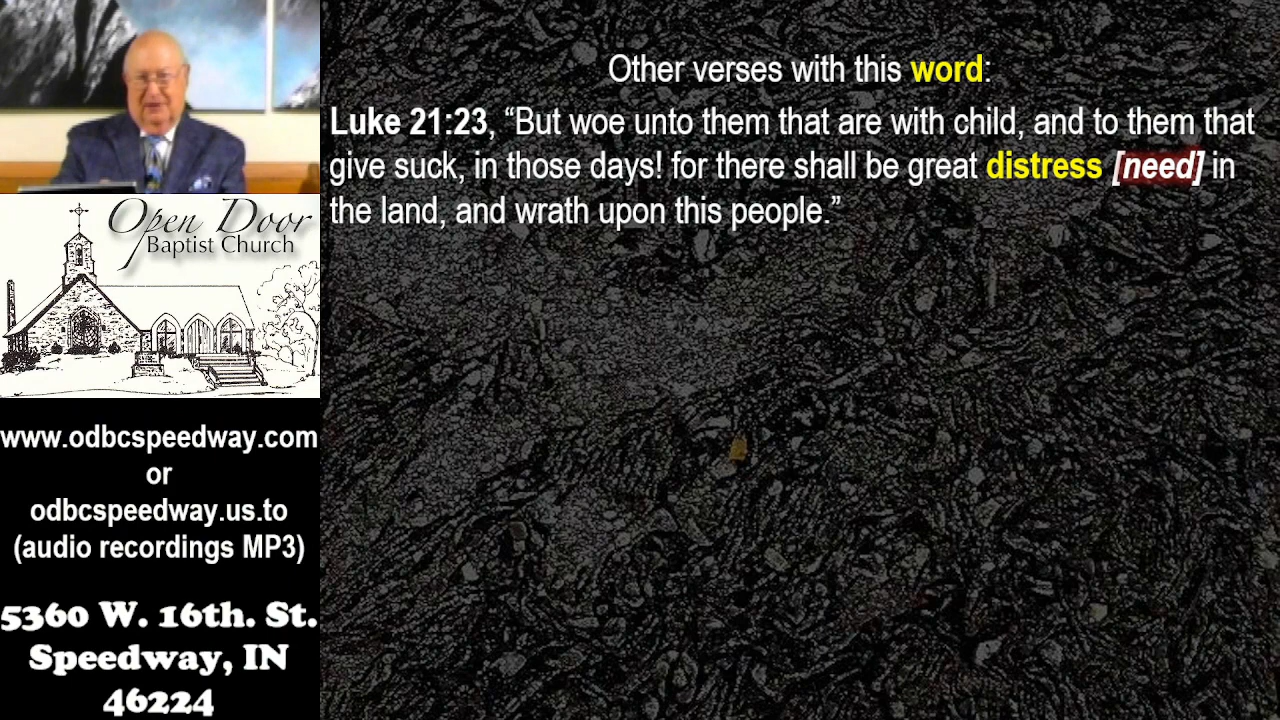 Other verses with this word:
Luke 21:23, “But woe unto them that are with child, and to them that
give suck, in those days! for there shall be great distress [need] in
the land, and wrath upon this people.”
Open Door
Baptist Church
www.odbcspeedway.com
or
odbcspeedway.us.to
(audio recordings MP3)
5360 W. 16th. St.
Speedway, IN
46224